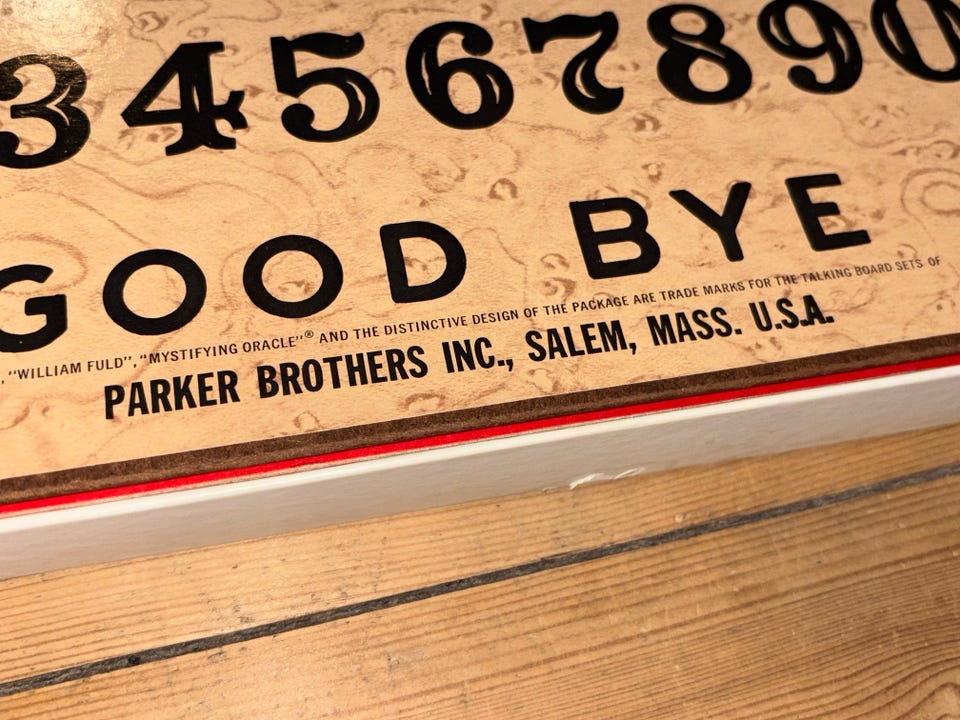 34567890
GOOD BYE
, "WILLIAM FULD", "MYSTIFYING ORACLE"® AND THE DISTINCTIVE DESIGN OF THE PACKAGE ARE TRADE MARKS FOR THE TALKING BOARD SETS OF
PARKER BROTHERS INC., SALEM, MASS. U.S.A.